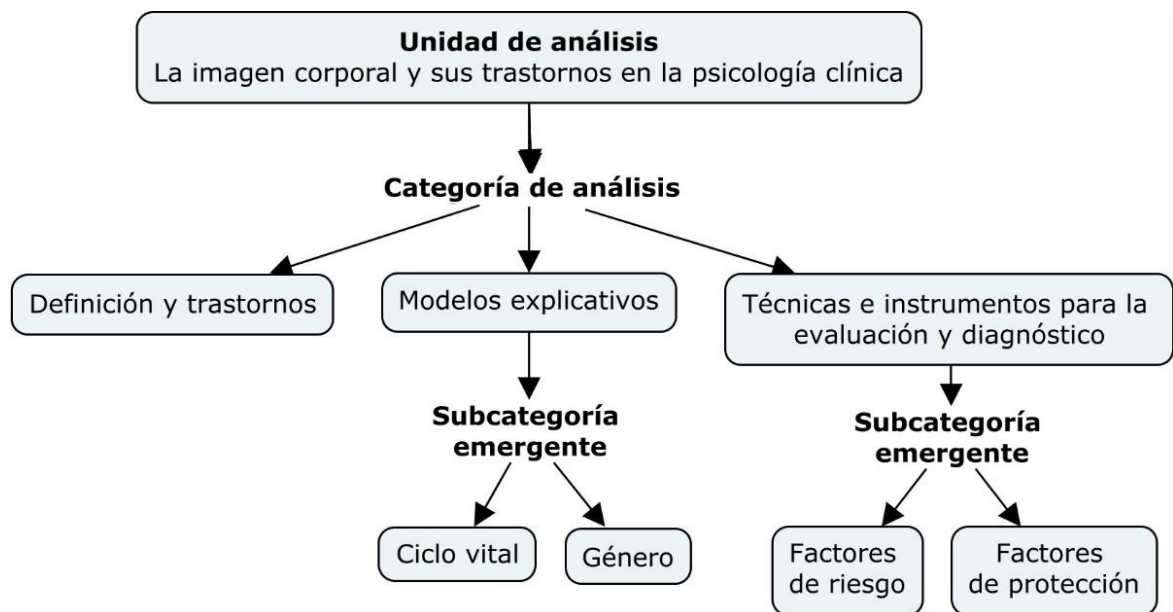 Unidad de análisis
La imagen corporal y sus trastornos en la psicología clínica
Categoría de análisis
Definición y trastornos
Modelos explicativos
Técnicas e instrumentos para la
evaluación y diagnóstico
Subcategoría
emergente
Subcategoría
emergente
Ciclo vital
Género
Factores
de riesgo
Factores
de protección